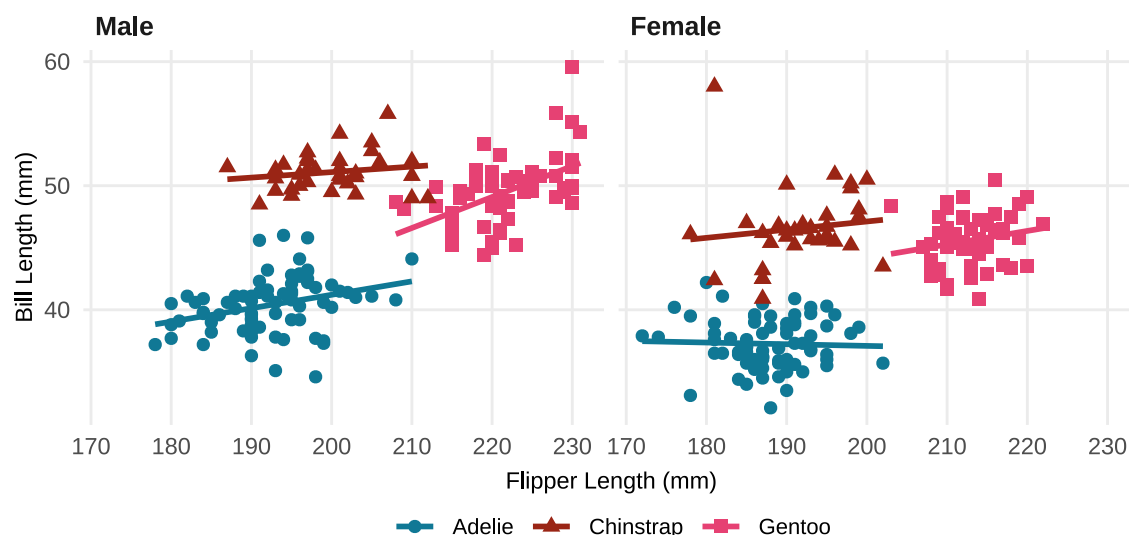 Male
Female
Bill Length (mm)
60
50
40
170 180 190 200 210 220 230
170 180 190 200 210 220 230
Flipper Length (mm)
Adelie Chinstrap Gentoo